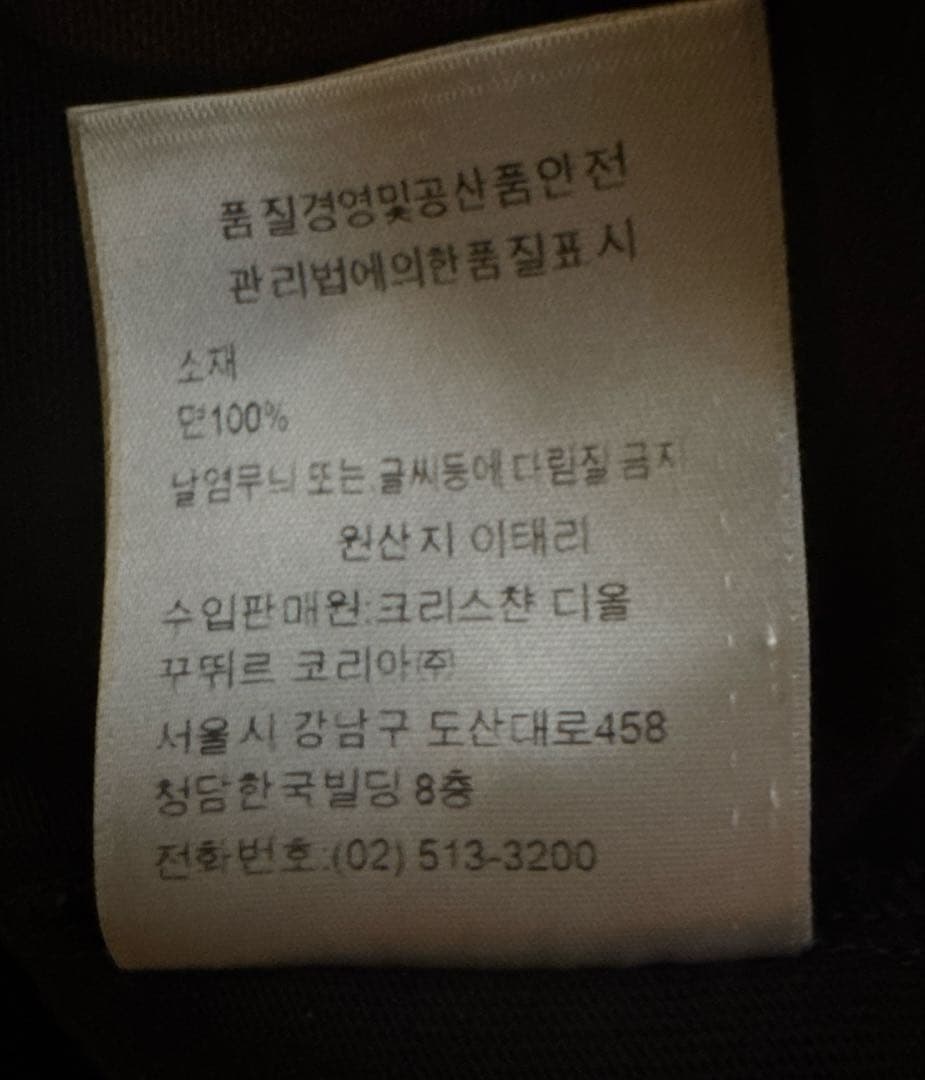 품질경영및공산품안전
관리법에의한품질표시
소재
면100%
날염무늬 또는 글씨등에 다림질 금지
원산지 이태리
수입판매원:크리스챤 디올
꾸뛰르 코리아(주)
서울시 강남구 도산대로458
청담한국빌딩 8층
전화번호:(02) 513-3200